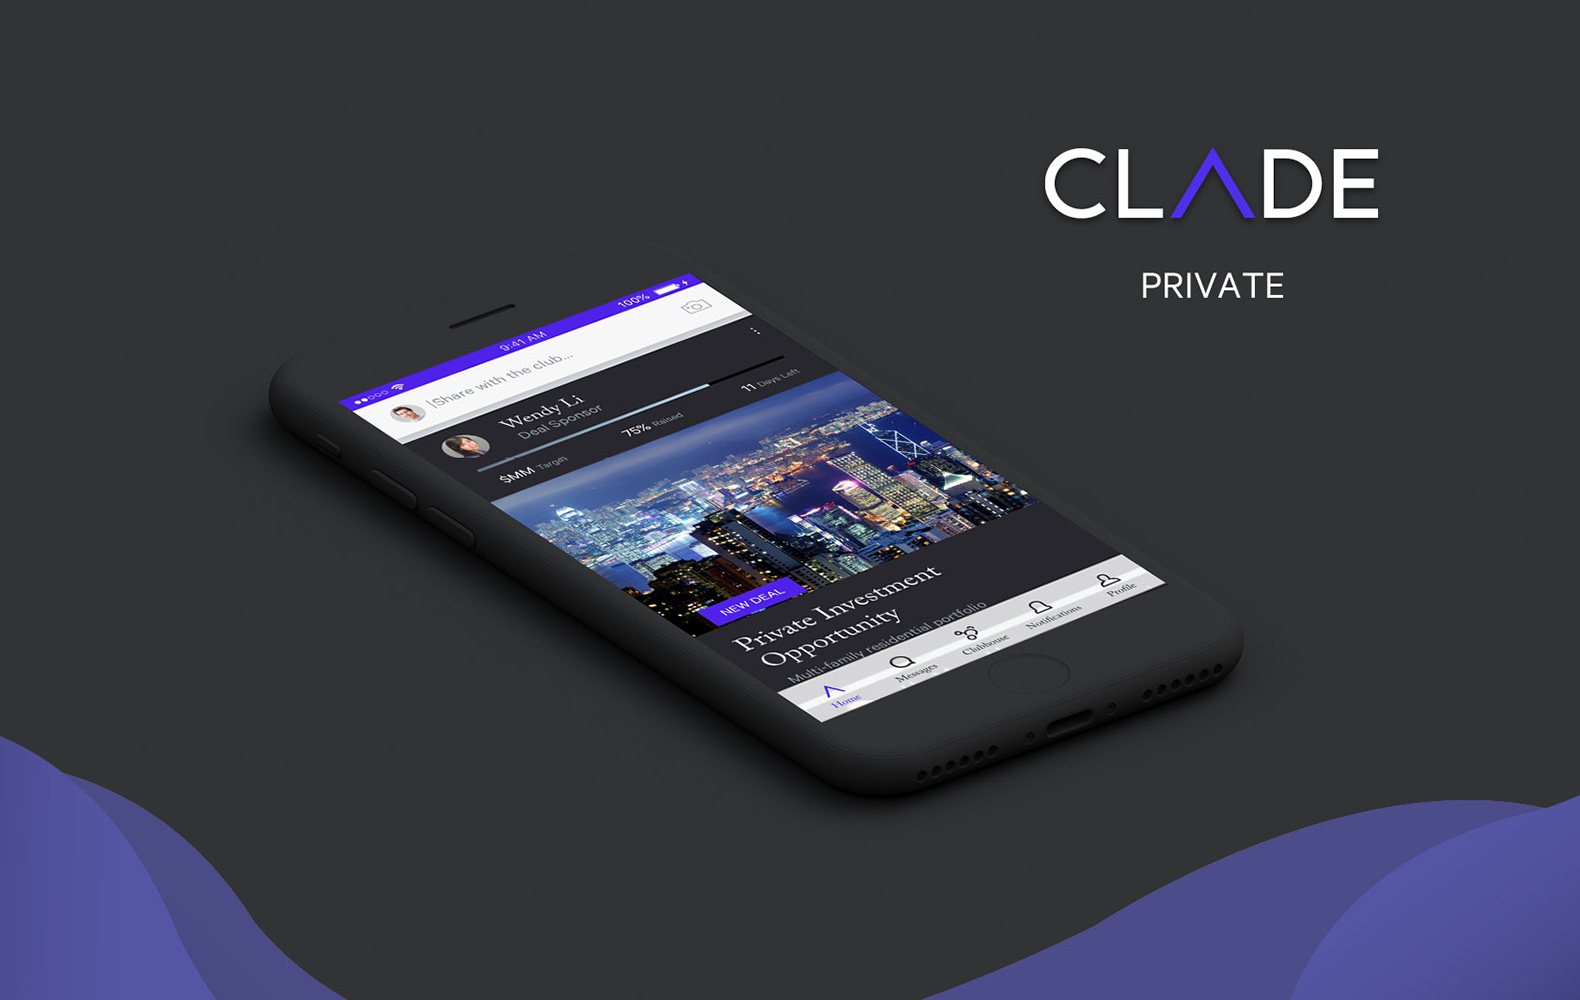 CLADE
PRIVATE
9:41 AM
100%
Share with the club...
Wendy Li
Deal Sponsor
$MM Target
75% Raised
11 Days Left
NEW DEAL
Private Investment
Opportunity
Multi-family residential portfolio
Home
Messages
Clubhouse
Notifications
Profile